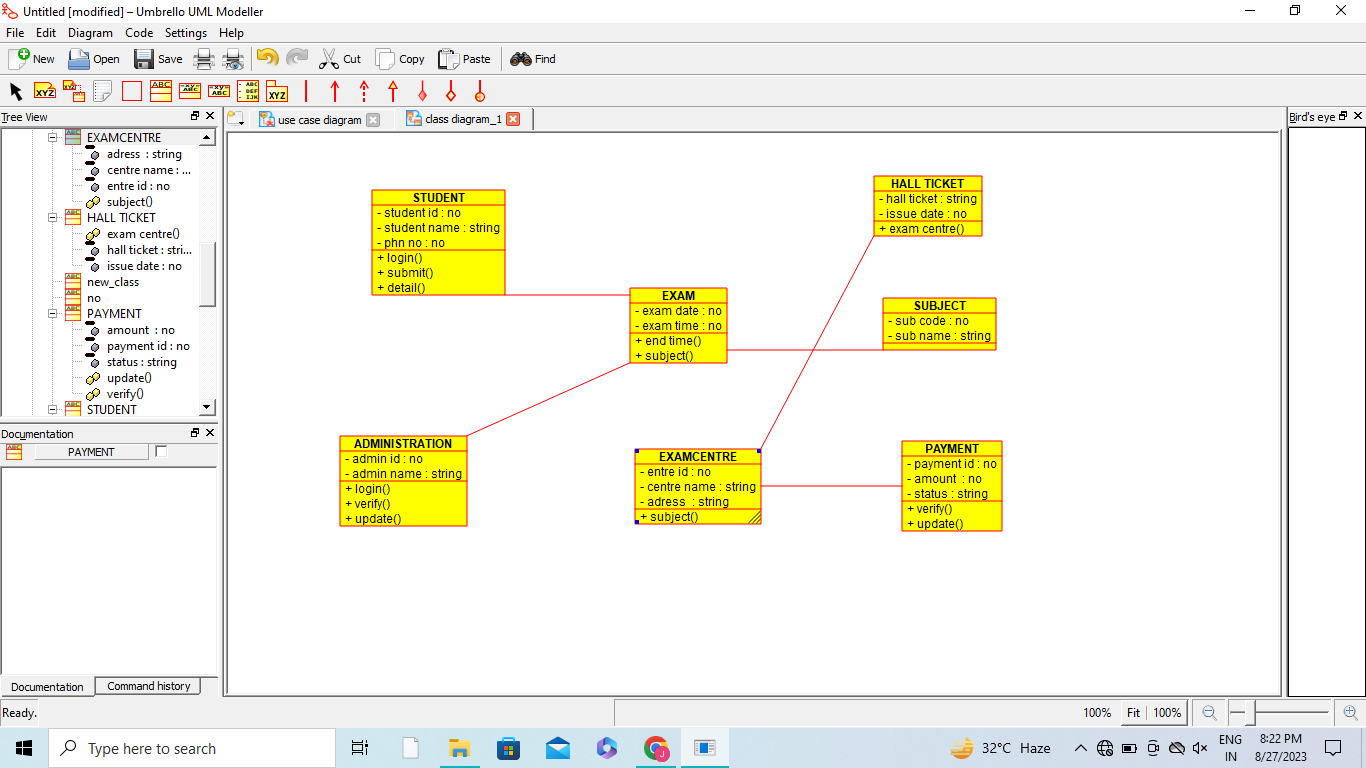 Untitled [modified] – Umbrello UML Modeller
File Edit Diagram Code Settings Help
New Open Save Cut Copy Paste Find
Tree View
use case diagram
class diagram_1
Bird's eye
EXAMCENTRE
adress : string
centre name : ...
entre id : no
subject()
HALL TICKET
exam centre()
hall ticket : stri...
issue date : no
new_class
no
PAYMENT
amount : no
payment id : no
status : string
update()
verify()
STUDENT
Documentation
PAYMENT
Documentation
Command history
STUDENT
- student id : no
- student name : string
- phn no : no
+ login()
+ submit()
+ detail()
HALL TICKET
- hall ticket : string
- issue date : no
+ exam centre()
EXAM
- exam date : no
- exam time : no
+ end time()
+ subject()
SUBJECT
- sub code : no
- sub name : string
ADMINISTRATION
- admin id : no
- admin name : string
+ login()
+ verify()
+ update()
EXAMCENTRE
- entre id : no
- centre name : string
- adress : string
+ subject()
PAYMENT
- payment id : no
- amount : no
- status : string
+ verify()
+ update()
Ready.
100% Fit 100%
Type here to search
32°C Haze
ENG
IN
8:22 PM
8/27/2023